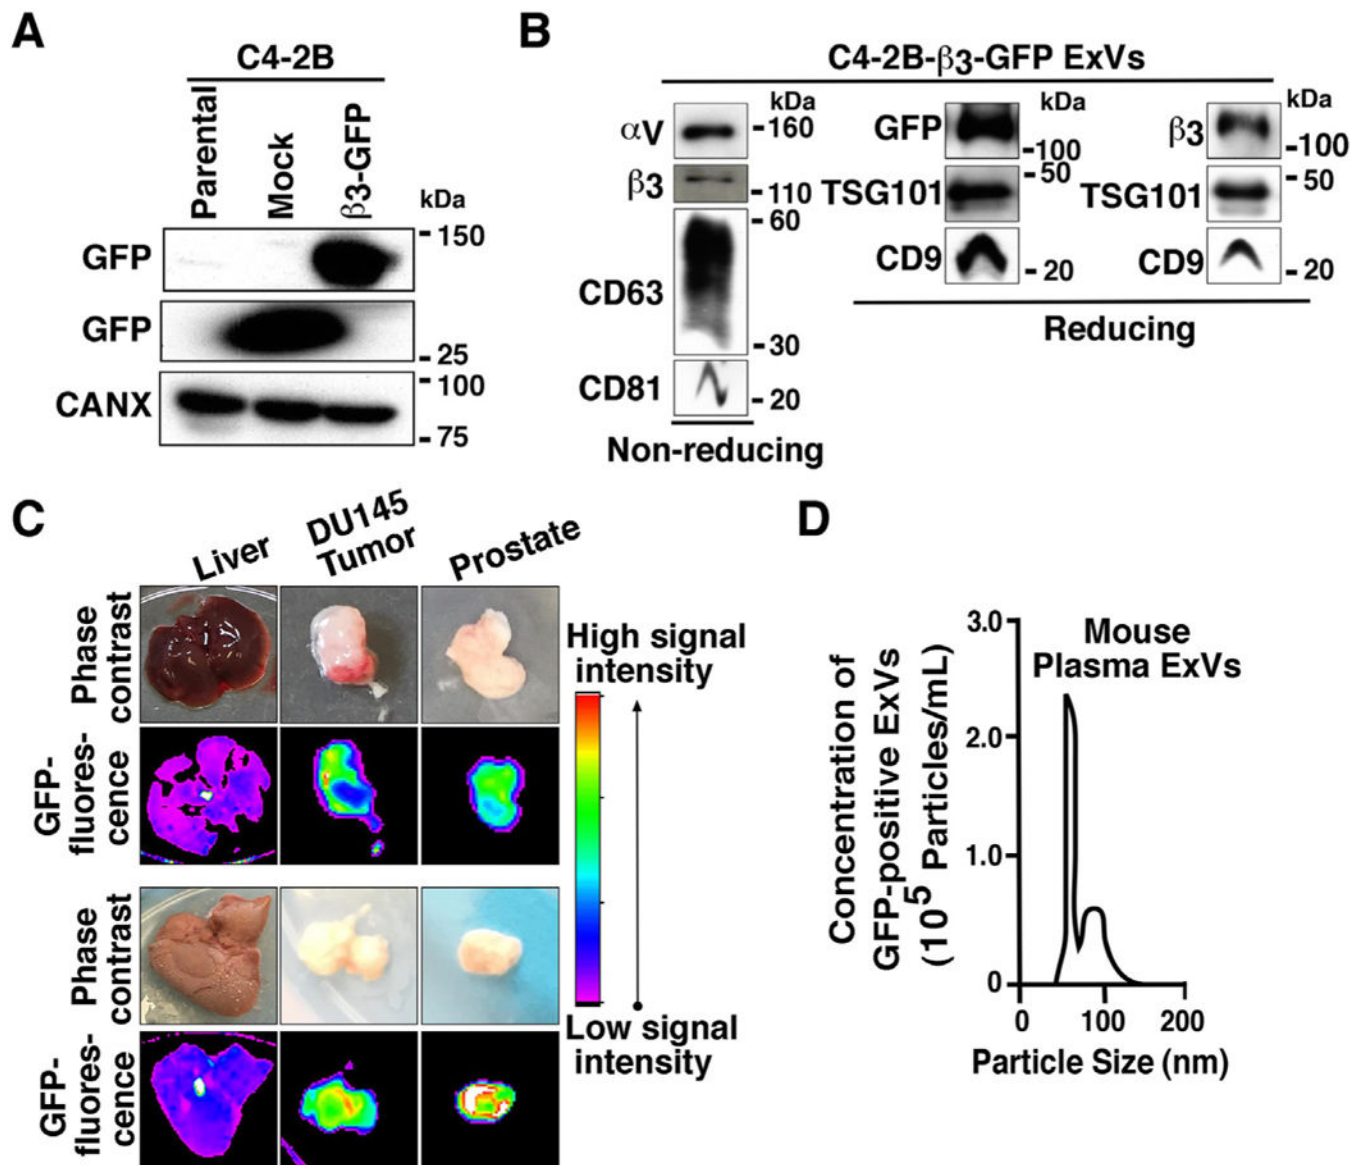 A
C4-2B
Parental
Mock
β3-GFP
kDa
GFP
-150
GFP
-25
CANX
-100
-75
B
C4-2B-β3-GFP ExVs
kDa
αV
-160
β3
-110
CD63
-60
-30
CD81
-20
Non-reducing
kDa
GFP
-100
TSG101
-50
CD9
-20
kDa
β3
-100
TSG101
-50
CD9
-20
Reducing
C
Liver
DU145
Tumor
Prostate
Phase
contrast
GFP-
fluores-
cence
Phase
contrast
GFP-
fluores-
cence
High signal
intensity
Low signal
intensity
D
Mouse
Plasma ExVs
Concentration of
GFP-positive ExVs
(10⁵ Particles/mL)
3.0
2.0
1.0
0
0 100 200
Particle Size (nm)